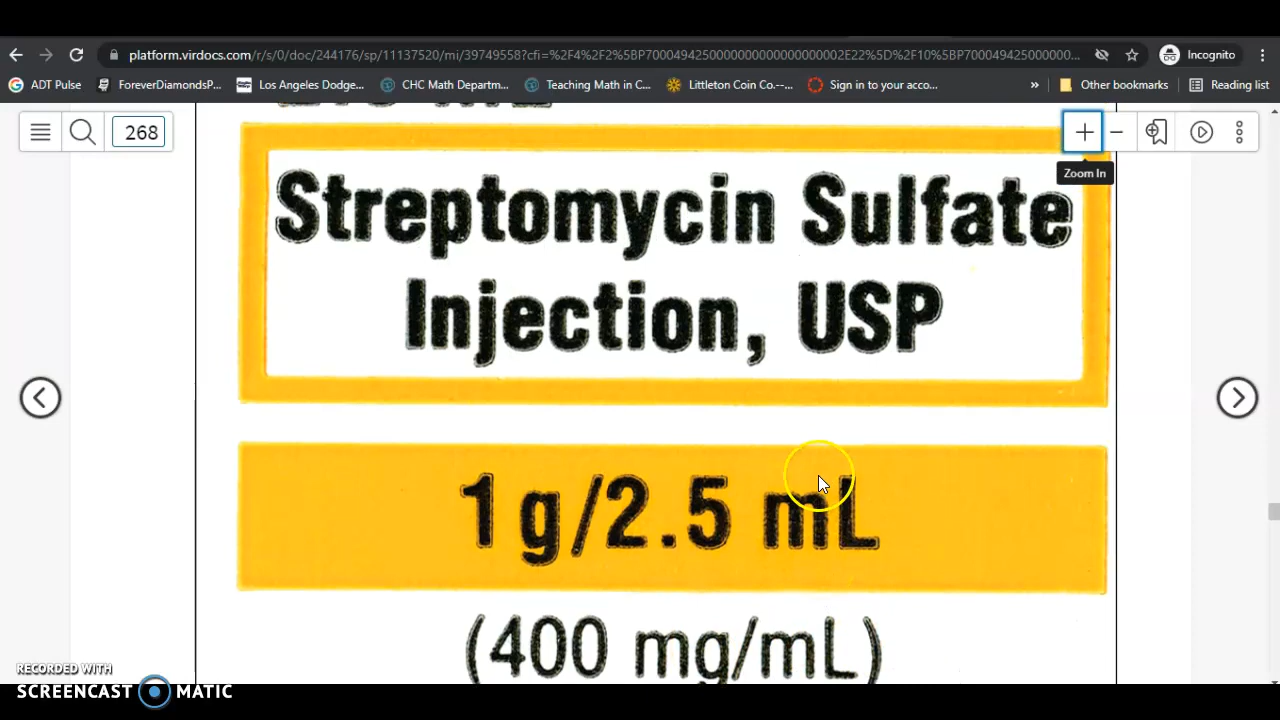 platform.virdocs.com/r/s/0/doc/244176/sp/11137520/mi/39749558?cfi=%2F4%2F2%5BP7000494250000000000000000002E22%5D%2F10%5BP700049425000000...
Incognito
ADT Pulse
ForeverDiamondsP...
Los Angeles Dodge...
CHC Math Departm...
Teaching Math in C...
Littleton Coin Co.--...
Sign in to your acco...
»
Other bookmarks
Reading list
268
Zoom In
Streptomycin Sulfate
Injection, USP
1 g/2.5 mL
(400 mg/mL)
RECORDED WITH
SCREENCAST MATIC